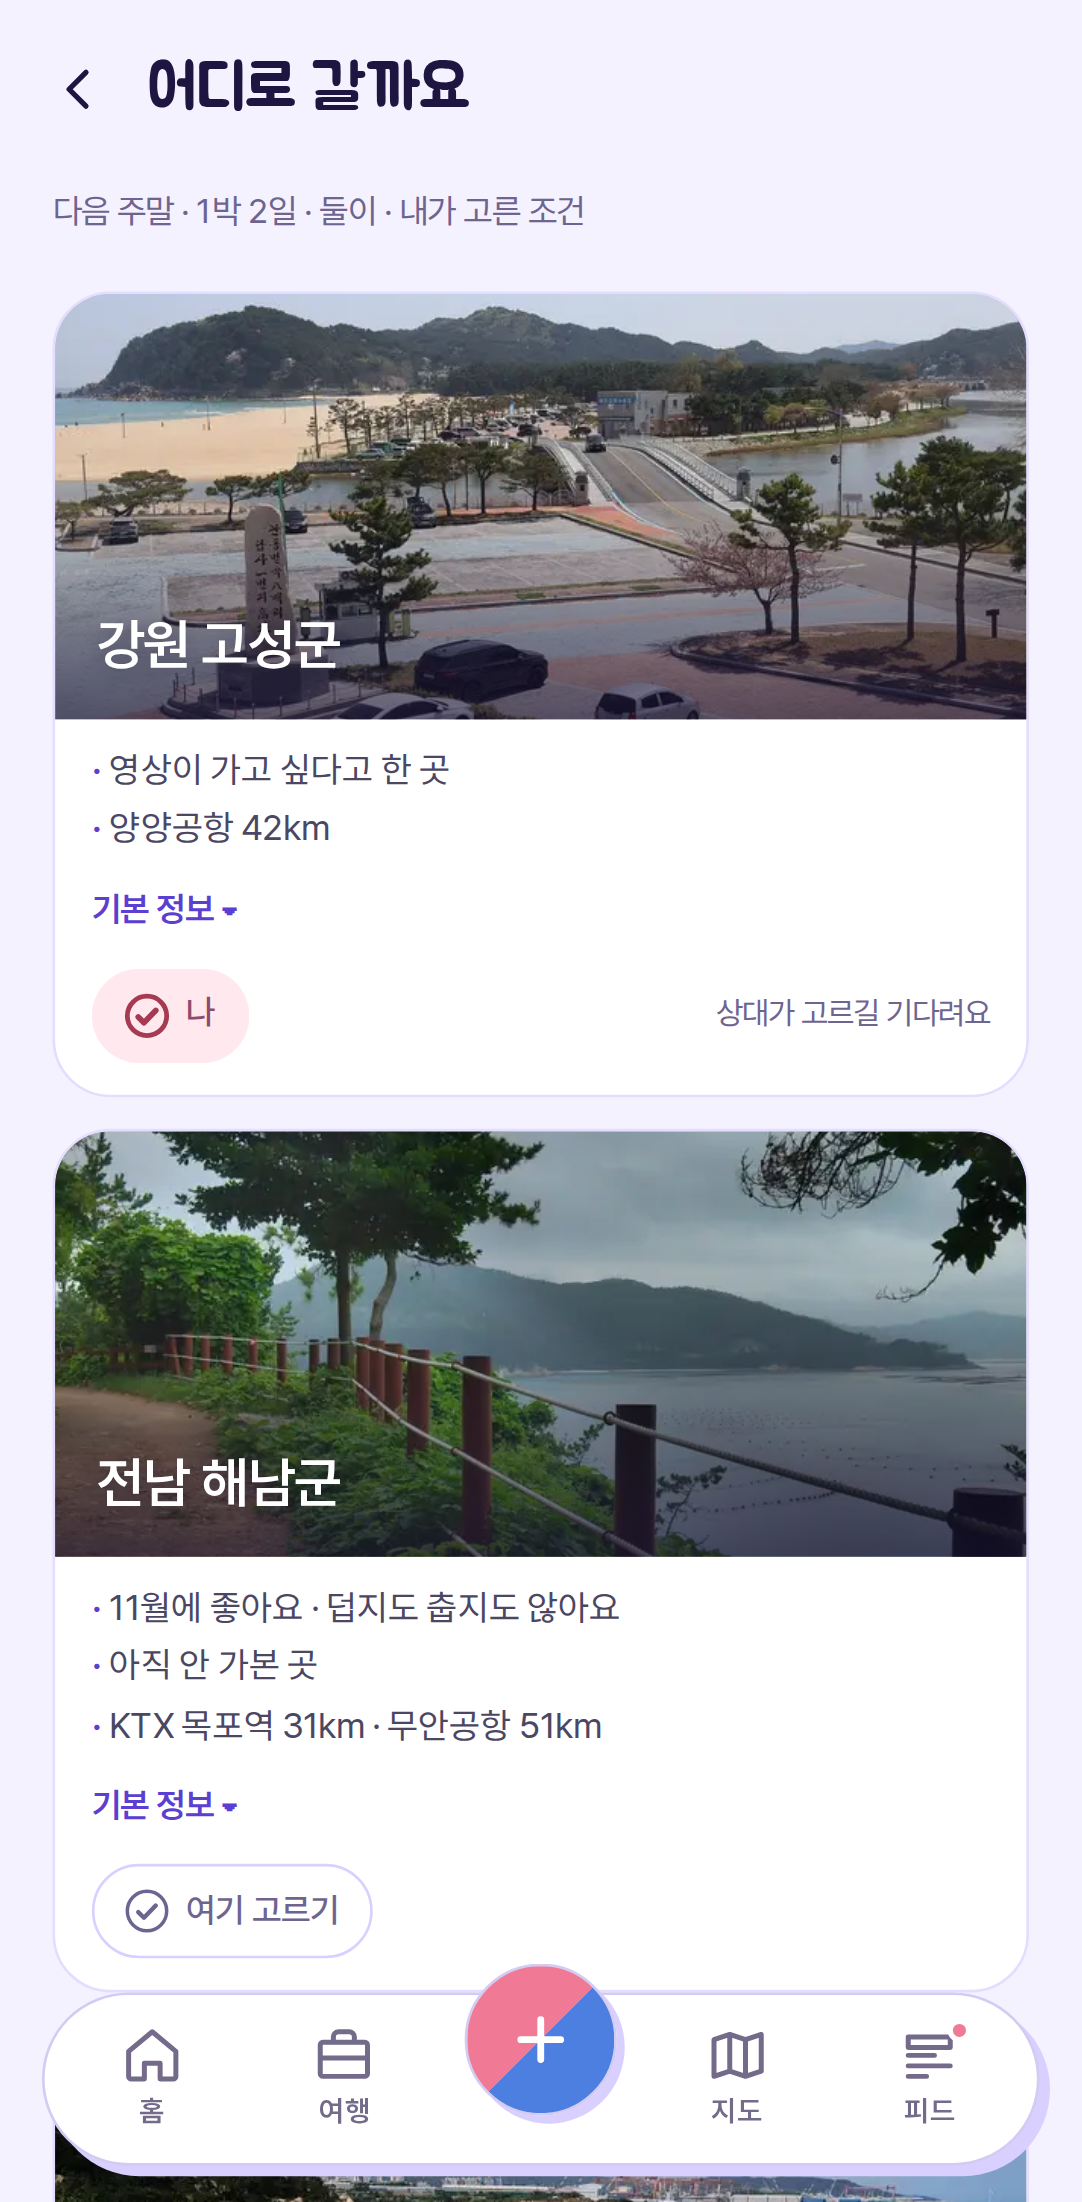 어디로 갈까요
다음 주말 · 1박 2일 · 둘이 · 내가 고른 조건
강원 고성군
· 영상이 가고 싶다고 한 곳
· 양양공항 42km
기본 정보
나
상대가 고르길 기다려요
전남 해남군
· 11월에 좋아요 · 덥지도 춥지도 않아요
· 아직 안 가본 곳
· KTX 목포역 31km · 무안공항 51km
기본 정보
여기 고르기
홈
여행
지도
피드